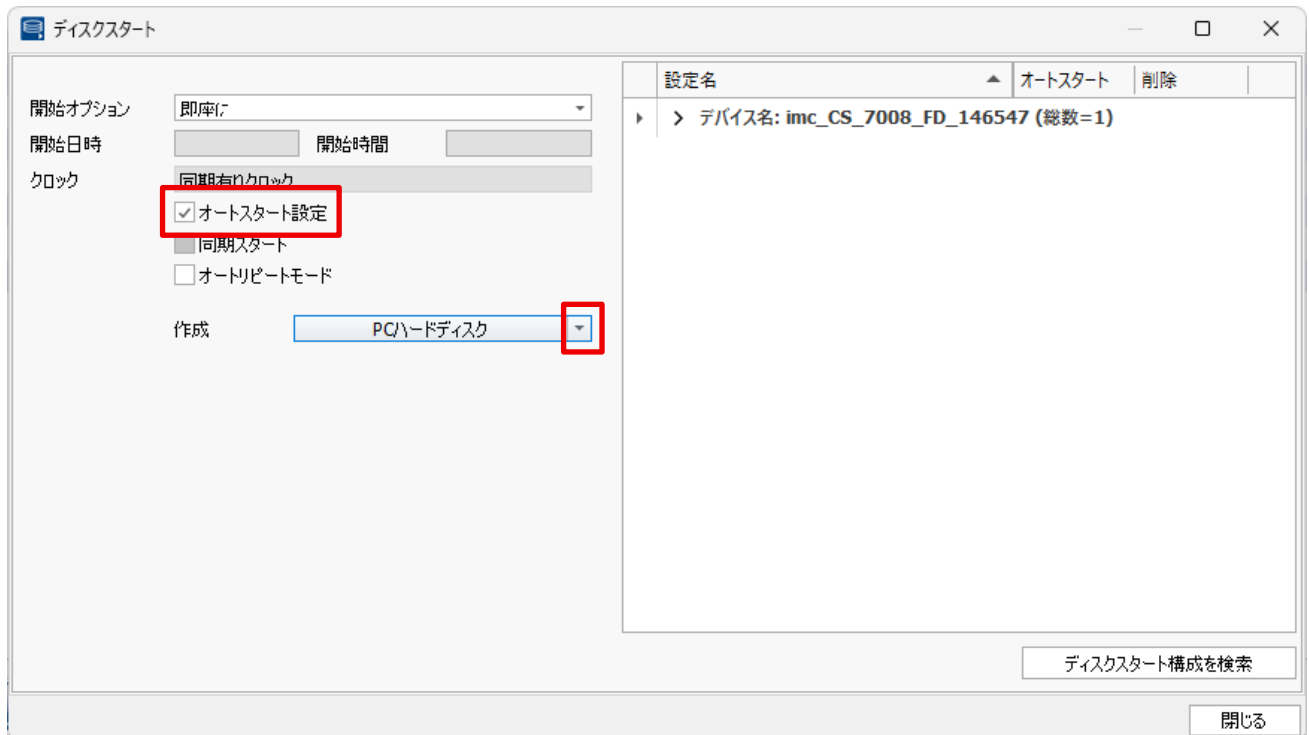 ディスクスタート
開始オプション 即座に
開始日時 開始時間
クロック 同期有りクロック
オートスタート設定
同期スタート
オートリピートモード
作成 PCハードディスク
設定名 オートスタート 削除
デバイス名: imc_CS_7008_FD_146547 (総数=1)
ディスクスタート構成を検索
閉じる